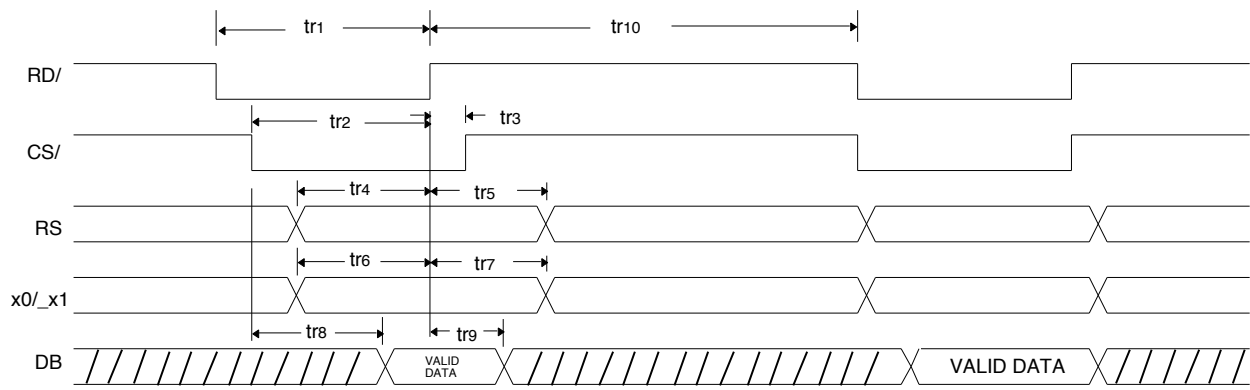 tr1 tr10
RD/
tr2 tr3
CS/
tr4 tr5
RS
tr6 tr7
x0/_x1
tr8 tr9
DB VALID DATA VALID DATA